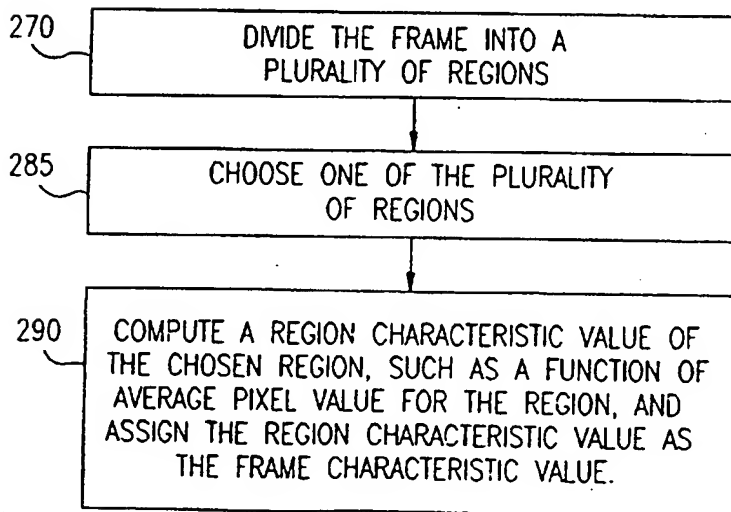 270
DIVIDE THE FRAME INTO A
PLURALITY OF REGIONS
285
CHOOSE ONE OF THE PLURALITY
OF REGIONS
290
COMPUTE A REGION CHARACTERISTIC VALUE OF
THE CHOSEN REGION, SUCH AS A FUNCTION OF
AVERAGE PIXEL VALUE FOR THE REGION, AND
ASSIGN THE REGION CHARACTERISTIC VALUE AS
THE FRAME CHARACTERISTIC VALUE.